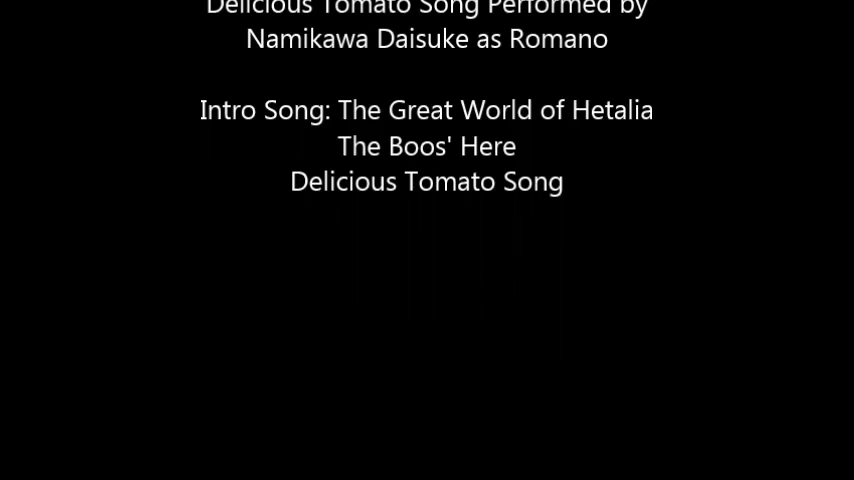 Delicious Tomato Song Performed by
Namikawa Daisuke as Romano
Intro Song: The Great World of Hetalia
The Boos' Here
Delicious Tomato Song